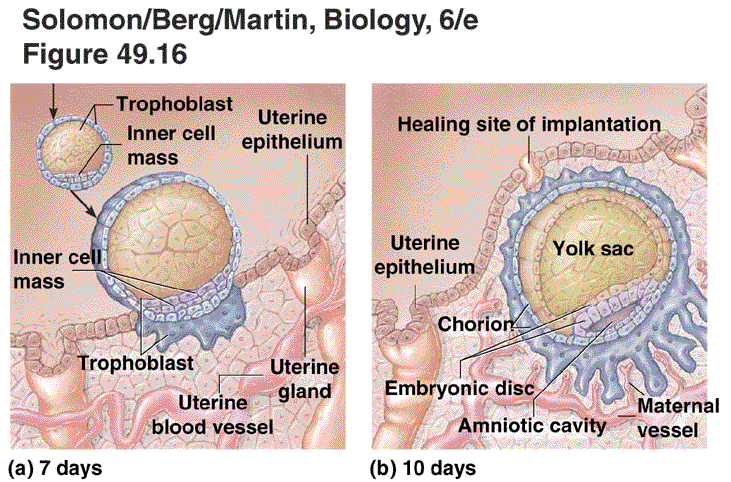 Solomon/Berg/Martin, Biology, 6/e
Figure 49.16
Trophoblast
Inner cell
mass
Uterine
epithelium
Inner cell
mass
Trophoblast
Uterine
gland
Uterine
blood vessel
(a) 7 days
Healing site of implantation
Uterine
epithelium
Yolk sac
Chorion
Embryonic disc
Amniotic cavity
Maternal
vessel
(b) 10 days